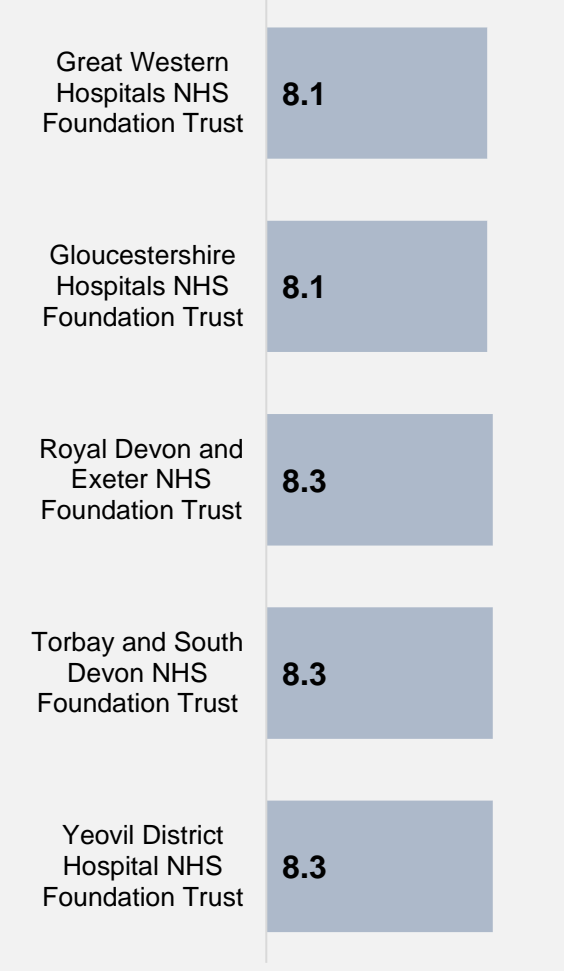 Great Western
Hospitals NHS
Foundation Trust
8.1
Gloucestershire
Hospitals NHS
Foundation Trust
8.1
Royal Devon and
Exeter NHS
Foundation Trust
8.3
Torbay and South
Devon NHS
Foundation Trust
8.3
Yeovil District
Hospital NHS
Foundation Trust
8.3